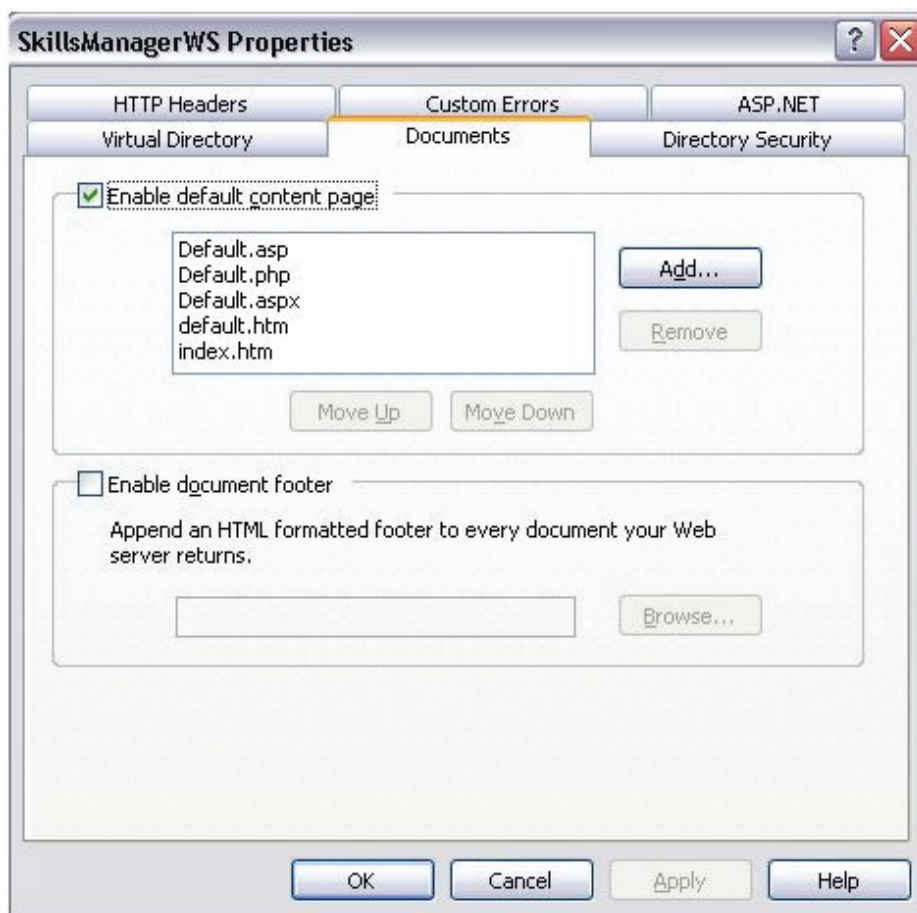 SkillsManagerWS Properties
HTTP Headers
Custom Errors
ASP.NET
Virtual Directory
Documents
Directory Security
Enable default content page
Default.asp
Default.php
Default.aspx
default.htm
index.htm
Add...
Remove
Move Up
Move Down
Enable document footer
Append an HTML formatted footer to every document your Web
server returns.
Browse...
OK
Cancel
Apply
Help